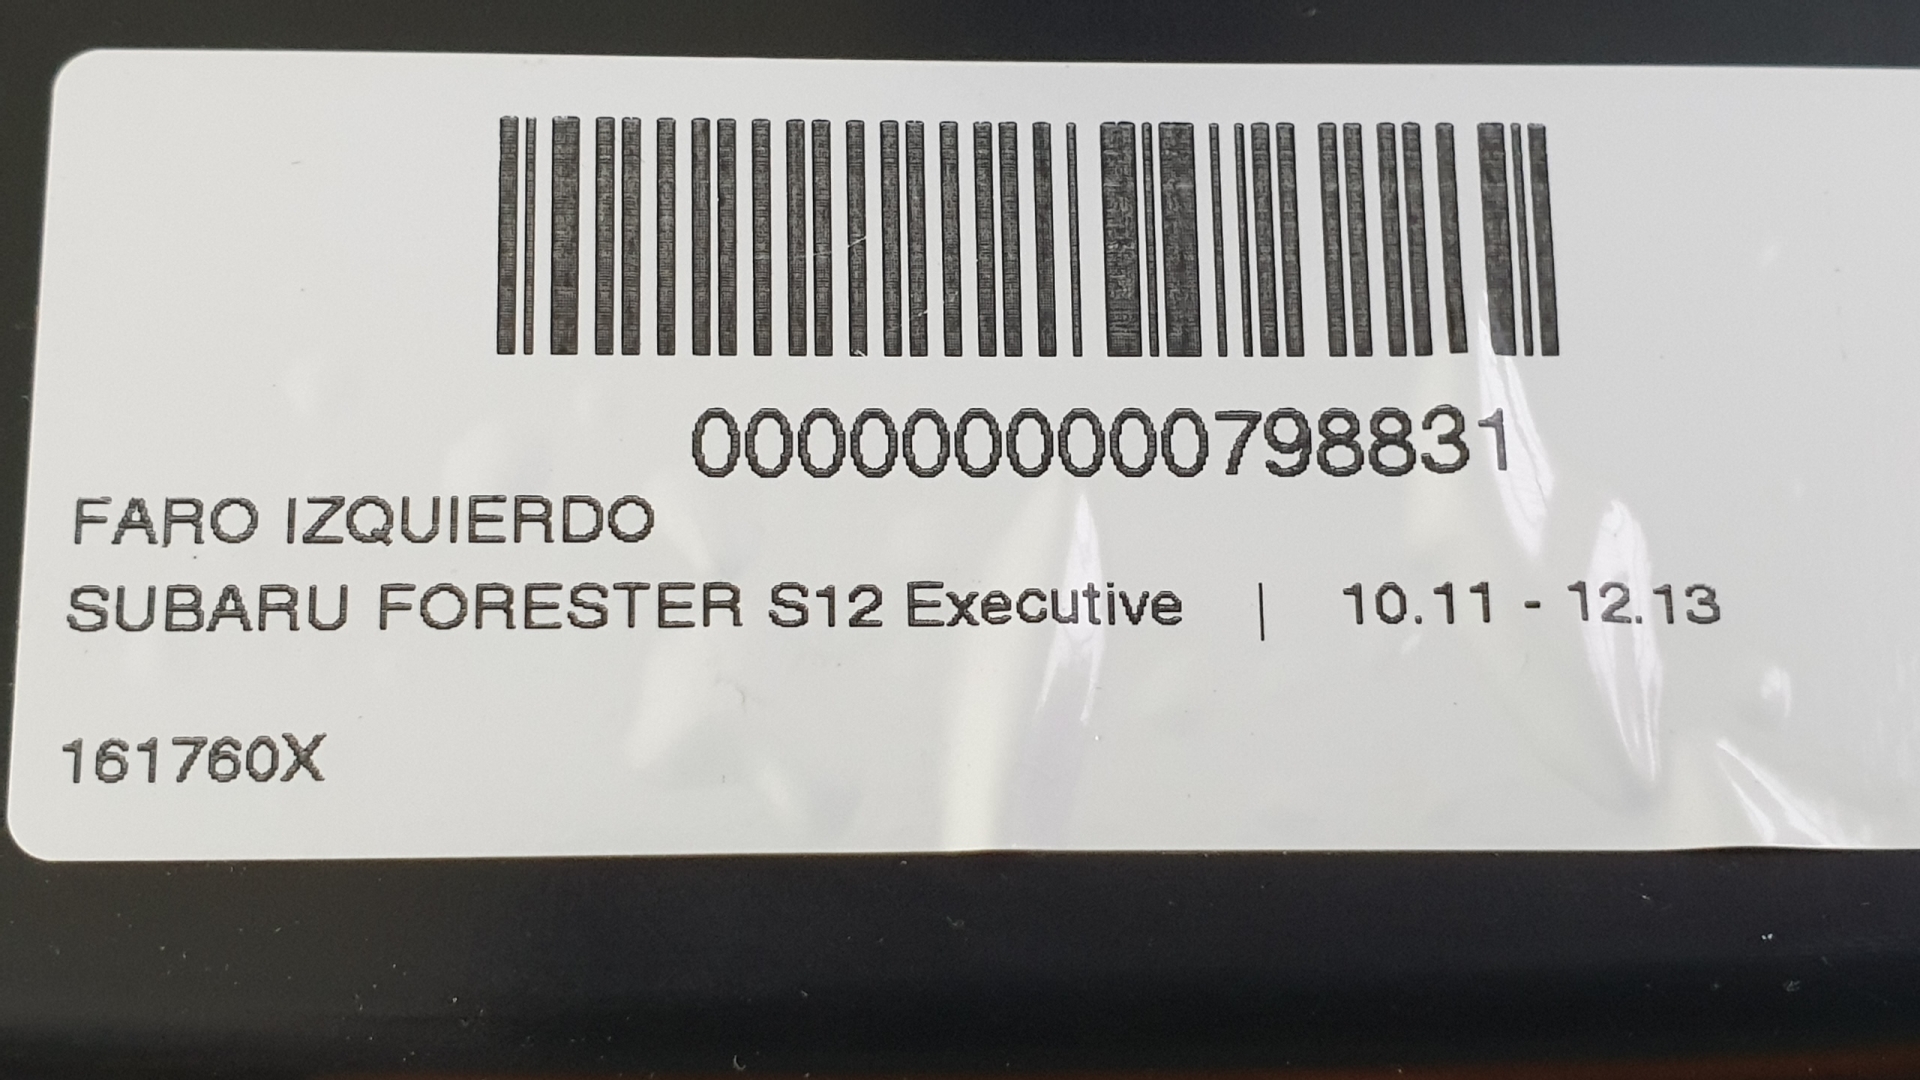 0000000000798831
FARO IZQUIERDO
SUBARU FORESTER S12 Executive | 10.11 - 12.13
161760X